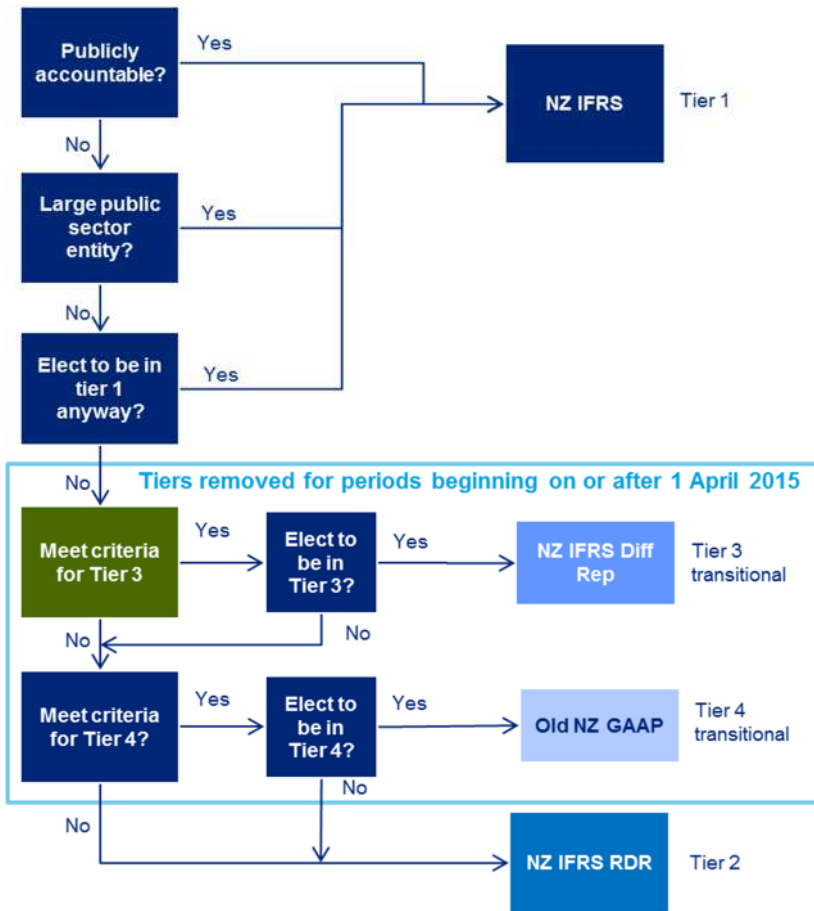 Publicly
accountable?
Yes
NZ IFRS
Tier 1
No
Large public
sector
entity?
Yes
No
Elect to be in
tier 1
anyway?
Yes
No
Tiers removed for periods beginning on or after 1 April 2015
Meet criteria
for Tier 3
Yes
Elect to
be in
Tier 3?
Yes
NZ IFRS Diff
Rep
Tier 3
transitional
No
No
Meet criteria
for Tier 4?
Yes
Elect to
be in
Tier 4?
Yes
Old NZ GAAP
Tier 4
transitional
No
No
NZ IFRS RDR
Tier 2